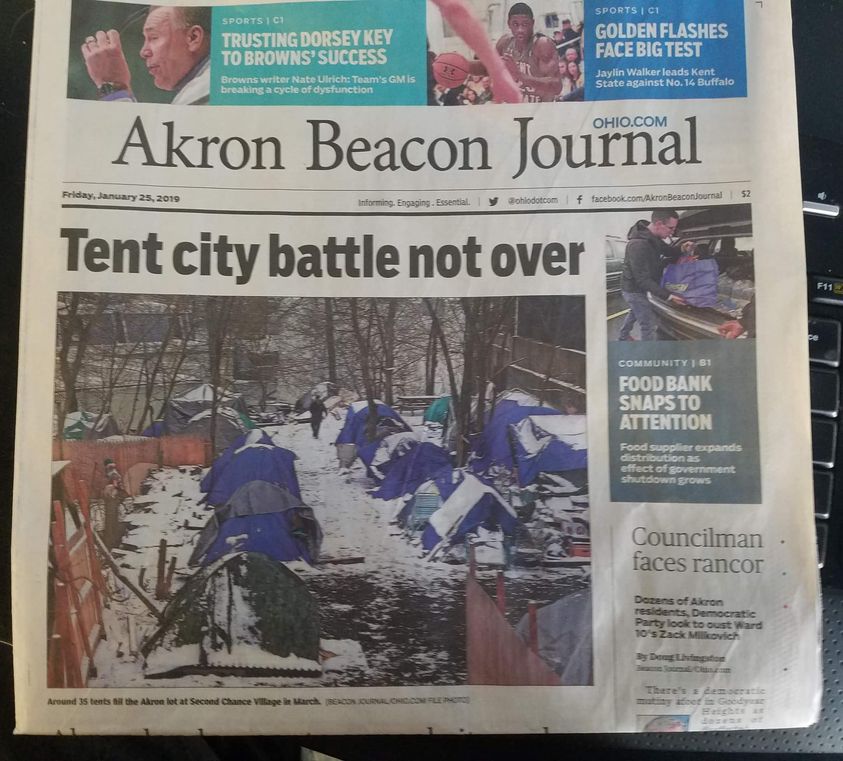 SPORTS | C1
TRUSTING DORSEY KEY
TO BROWNS' SUCCESS
Browns writer Nate Ulrich: Team's GM is
breaking a cycle of dysfunction
SPORTS | C1
GOLDEN FLASHES
FACE BIG TEST
Jaylin Walker leads Kent
State against No. 14 Buffalo
OHIO.COM
Akron Beacon Journal
Friday, January 25, 2019
Informing. Engaging. Essential. | @ohiodotcom | facebook.com/AkronBeaconJournal | $2
Tent city battle not over
COMMUNITY | B1
FOOD BANK
SNAPS TO
ATTENTION
Food supplier expands
distribution as
effect of government
shutdown grows
Around 35 tents fill the Akron lot at Second Chance Village in March. (BEACON JOURNAL/OHIO.COM FILE PHOTO)
Councilman
faces rancor
Dozens of Akron
residents, Democratic
Party look to oust Ward
10's Zack Milkovich
By Doug Livingston
Beacon Journal/Ohio.com
There's a democratic
mutiny afoot in Goodyear
Heights as
dozens of
F11